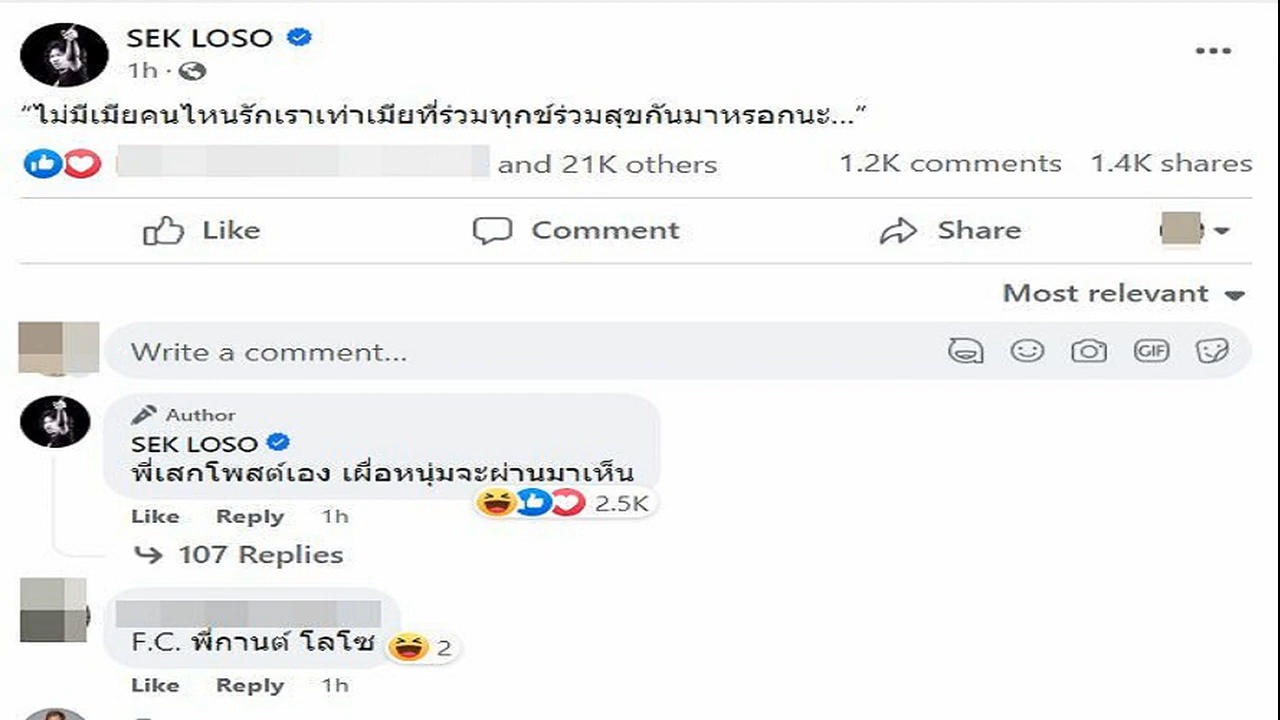 SEK LOSO
1h ·
“ไม่มีเมียคนไหนรักเราเท่าเมียที่ร่วมทุกข์ร่วมสุขกันมาหรอกนะ...”
and 21K others 1.2K comments 1.4K shares
Like Comment Share
Most relevant
Write a comment... GIF
Author
SEK LOSO
พี่เสกโพสต์เอง เผื่อหนุ่มจะผ่านมาเห็น
2.5K
Like Reply 1h
107 Replies
F.C. พี่กานต์ โลโซ 2
Like Reply 1h